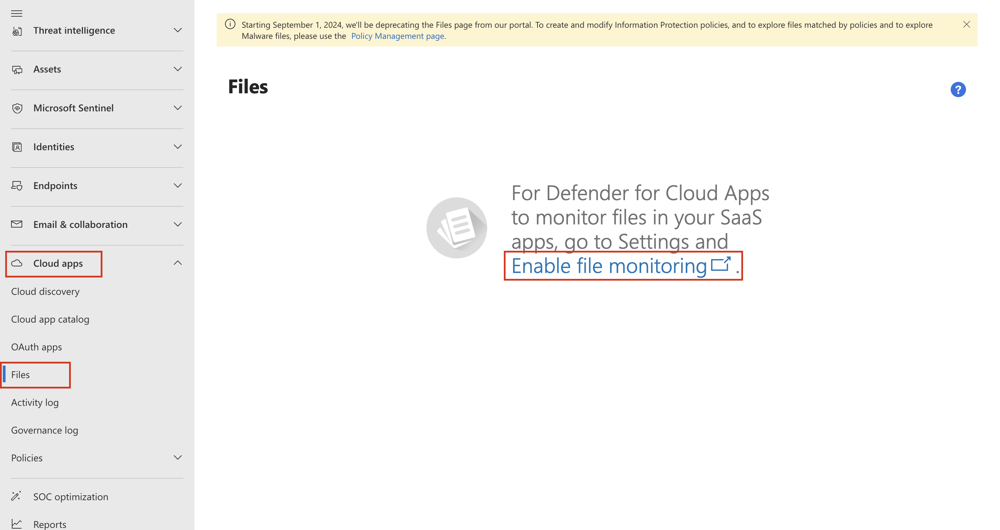 Threat intelligence
Assets
Microsoft Sentinel
Identities
Endpoints
Email & collaboration
Cloud apps
Cloud discovery
Cloud app catalog
OAuth apps
Files
Activity log
Governance log
Policies
SOC optimization
Reports
Starting September 1, 2024, we'll be deprecating the Files page from our portal. To create and modify Information Protection policies, and to explore files matched by policies and to explore
Malware files, please use the Policy Management page.
Files
?
For Defender for Cloud Apps
to monitor files in your SaaS
apps, go to Settings and
Enable file monitoring .